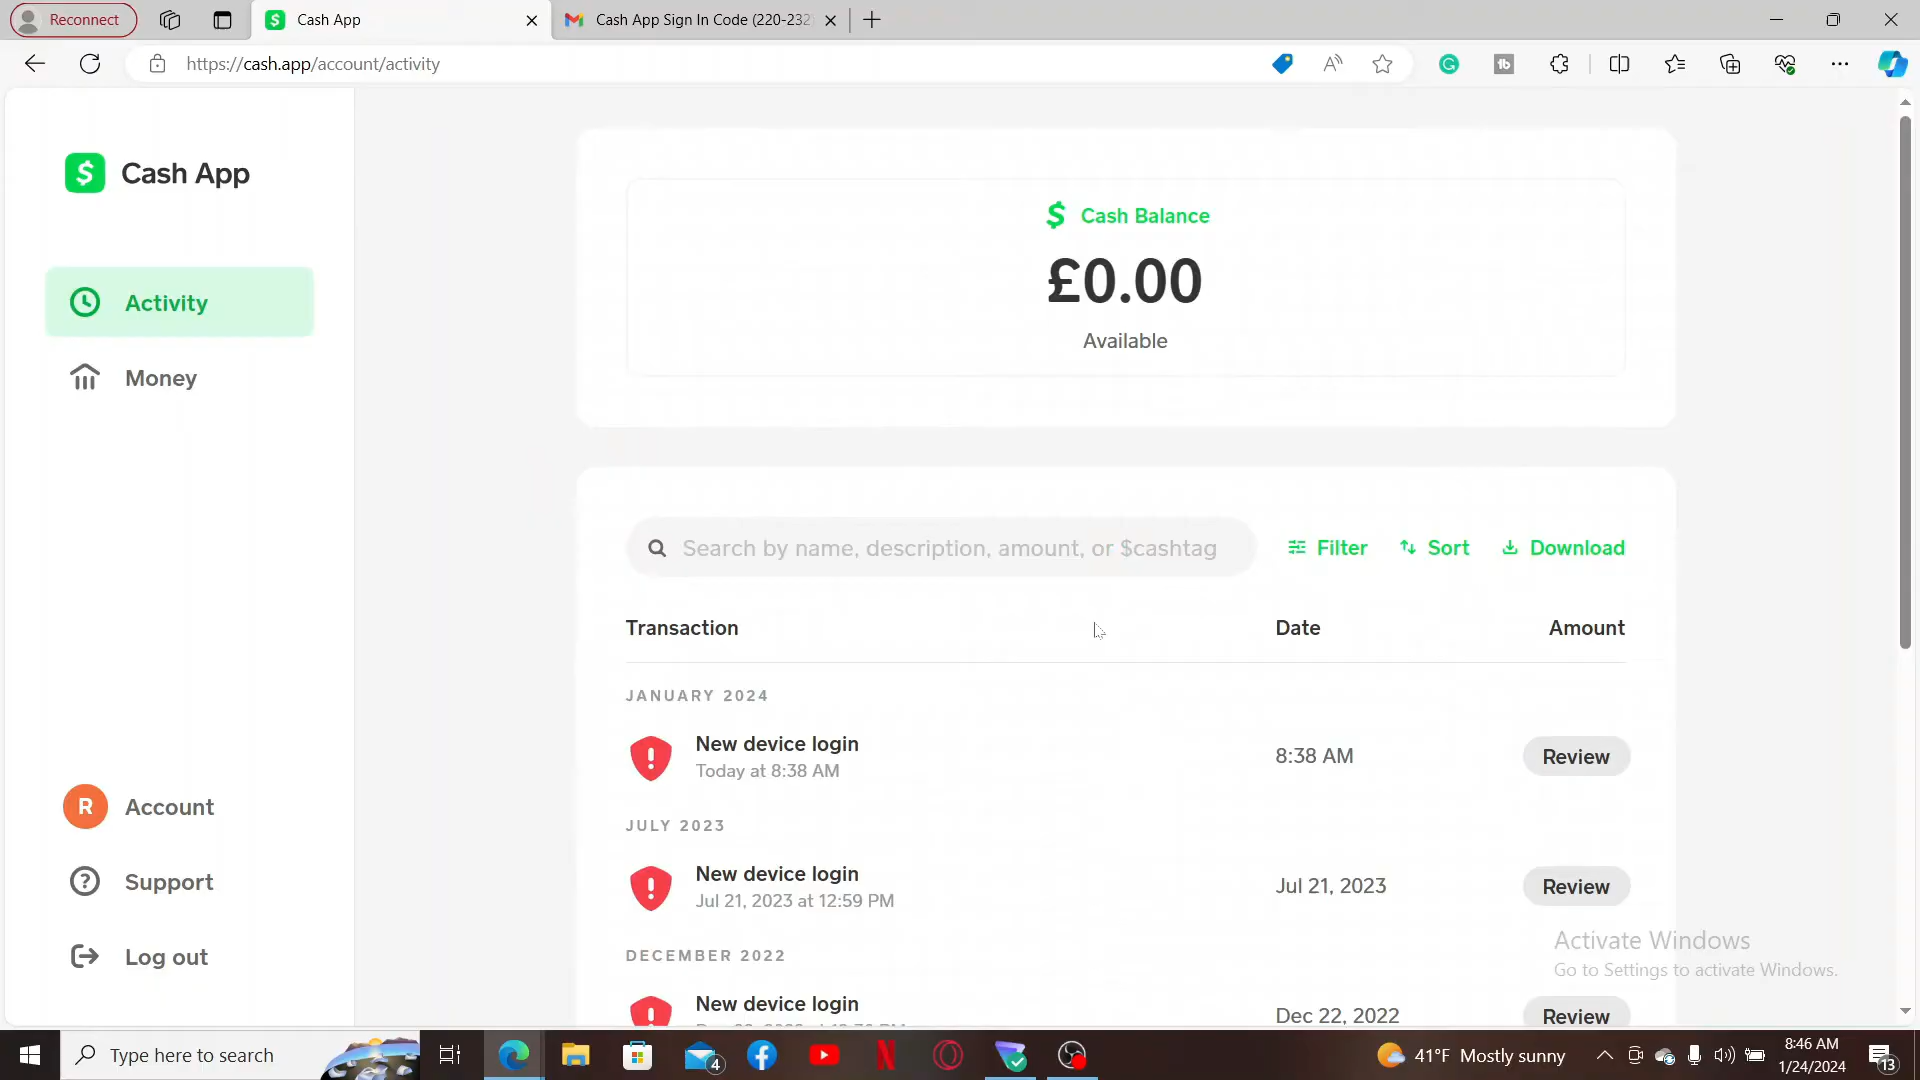 Reconnect
Cash App
Cash App Sign In Code (220-232
https://cash.app/account/activity
Cash App
Activity
Money
Account
Support
Log out
R
$ Cash Balance
£0.00
Available
Search by name, description, amount, or $cashtag
Filter
Sort
Download
Transaction
Date
Amount
JANUARY 2024
New device login
Today at 8:38 AM
8:38 AM
Review
JULY 2023
New device login
Jul 21, 2023 at 12:59 PM
Jul 21, 2023
Review
DECEMBER 2022
New device login
Dec 22, 2022
Review
Activate Windows
Go to Settings to activate Windows.
Type here to search
4
41°F Mostly sunny
8:46 AM
1/24/2024
13